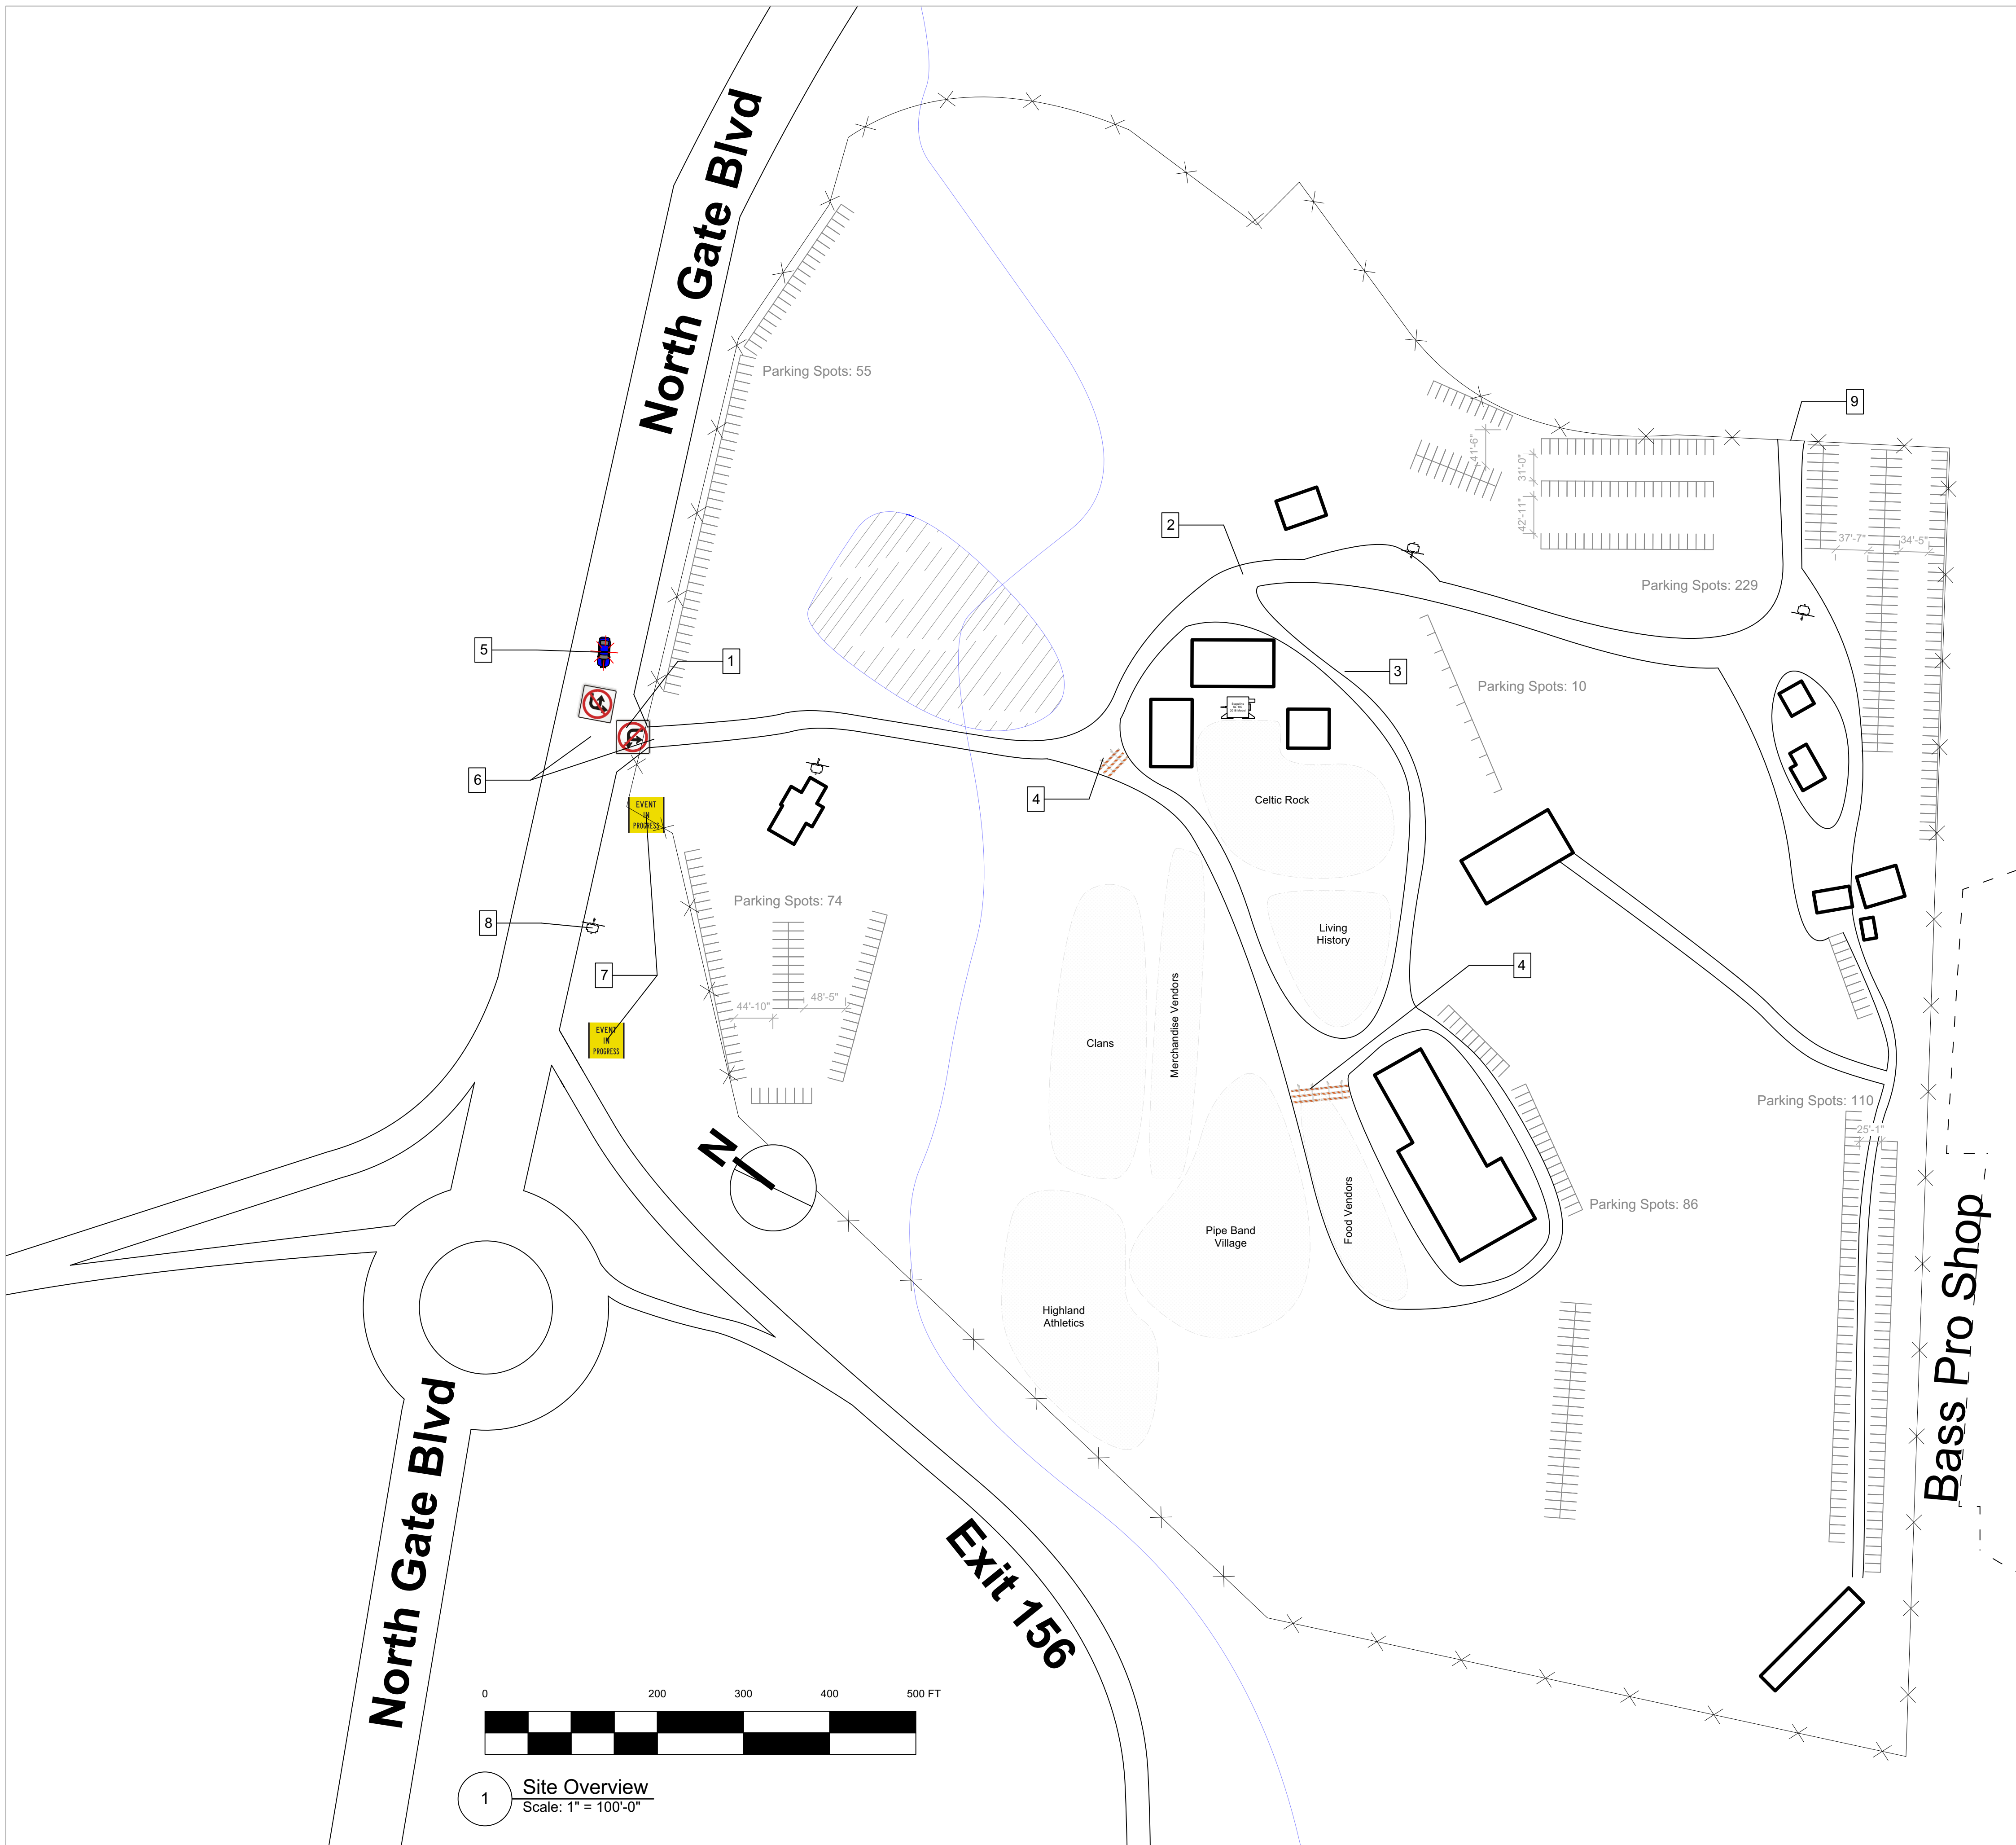 North Gate Blvd
Parking Spots: 55
9
41'-6"
31'-0"
42'-11"
37'-7"
34'-5"
2
Parking Spots: 229
5
1
3
Parking Spots: 10
6
4
Celtic Rock
EVENT
IN
PROGRESS
Parking Spots: 74
8
7
44'-10"
48'-5"
Living
History
4
Clans
Merchandise Vendors
EVENT
IN
PROGRESS
Parking Spots: 110
25'-1"
N
Pipe Band
Village
Food Vendors
Parking Spots: 86
Highland
Athletics
Bass Pro Shop
North Gate Blvd
Exit 156
0
200
300
400
500 FT
1
Site Overview
Scale: 1" = 100'-0"